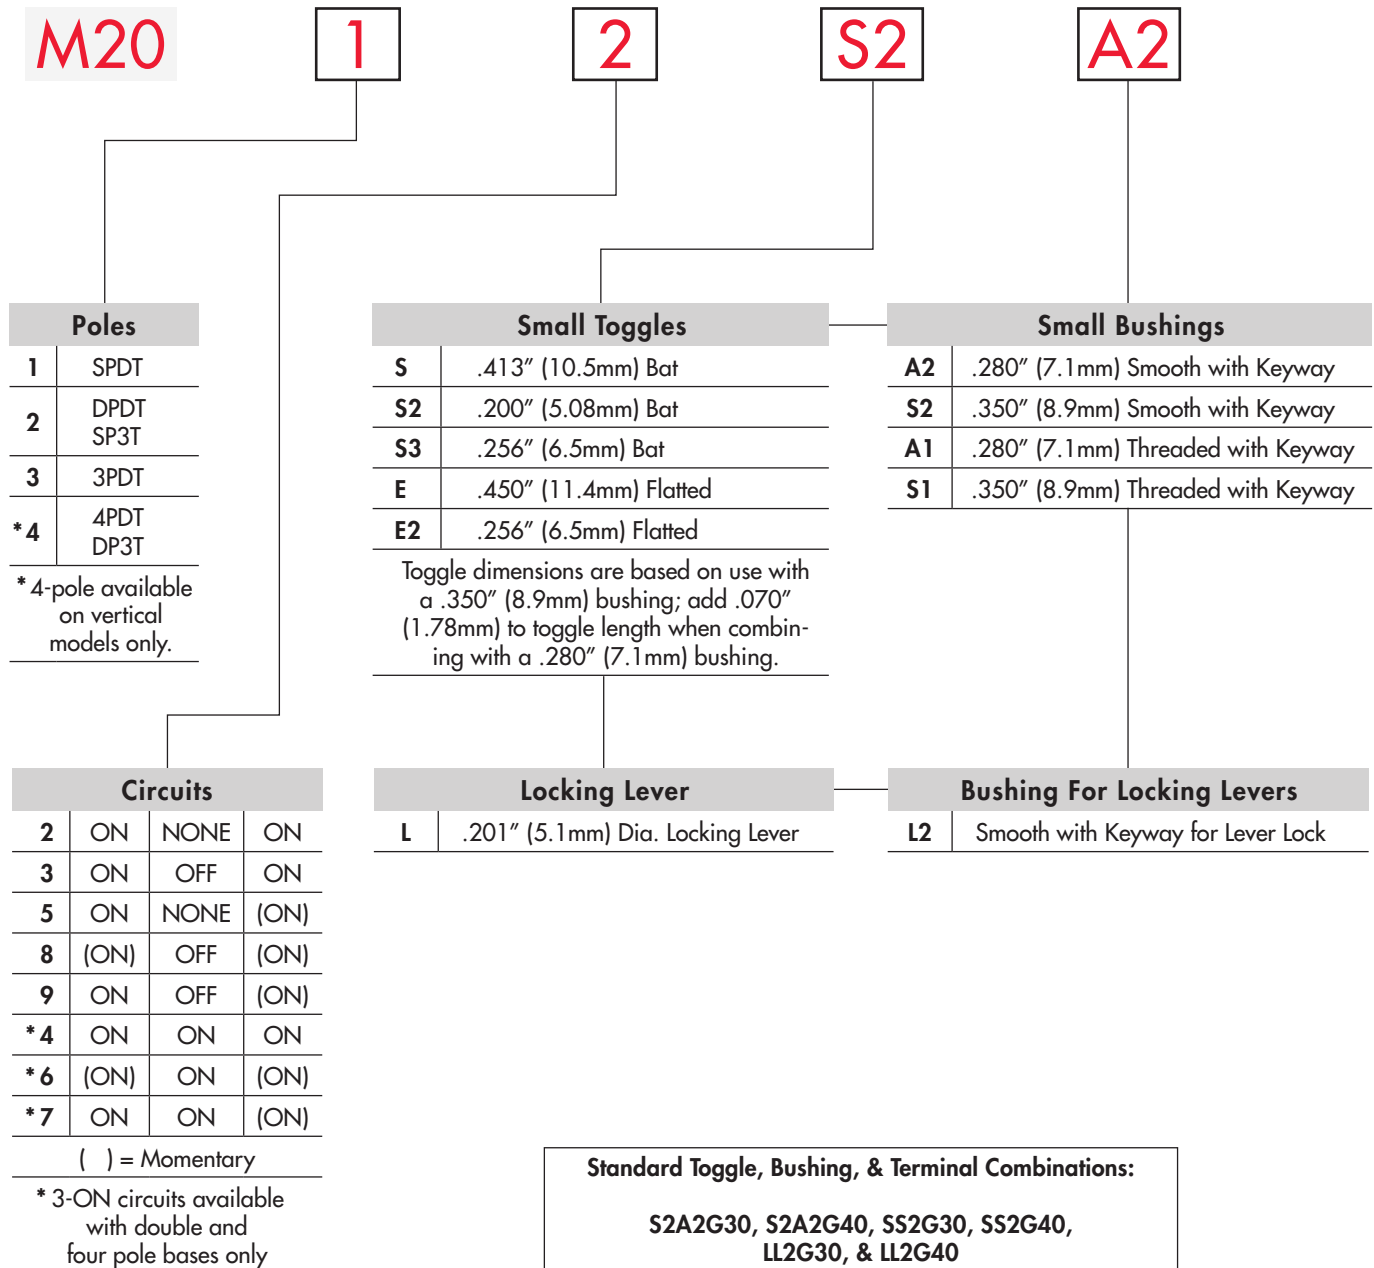 M20 1 2 S2 A2
Poles
1 SPDT
2 DPDT
SP3T
3 3PDT
*4 4PDT
DP3T
* 4-pole available
on vertical
models only.
Small Toggles
S .413" (10.5mm) Bat
S2 .200" (5.08mm) Bat
S3 .256" (6.5mm) Bat
E .450" (11.4mm) Flatted
E2 .256" (6.5mm) Flatted
Toggle dimensions are based on use with
a .350" (8.9mm) bushing; add .070"
(1.78mm) to toggle length when combin-
ing with a .280" (7.1mm) bushing.
Small Bushings
A2 .280" (7.1mm) Smooth with Keyway
S2 .350" (8.9mm) Smooth with Keyway
A1 .280" (7.1mm) Threaded with Keyway
S1 .350" (8.9mm) Threaded with Keyway
Circuits
2 ON NONE ON
3 ON OFF ON
5 ON NONE (ON)
8 (ON) OFF (ON)
9 ON OFF (ON)
*4 ON ON ON
*6 (ON) ON (ON)
*7 ON ON (ON)
( ) = Momentary
* 3-ON circuits available
with double and
four pole bases only
Locking Lever
L .201" (5.1mm) Dia. Locking Lever
Bushing For Locking Levers
L2 Smooth with Keyway for Lever Lock
Standard Toggle, Bushing, & Terminal Combinations:
S2A2G30, S2A2G40, SS2G30, SS2G40,
LL2G30, & LL2G40